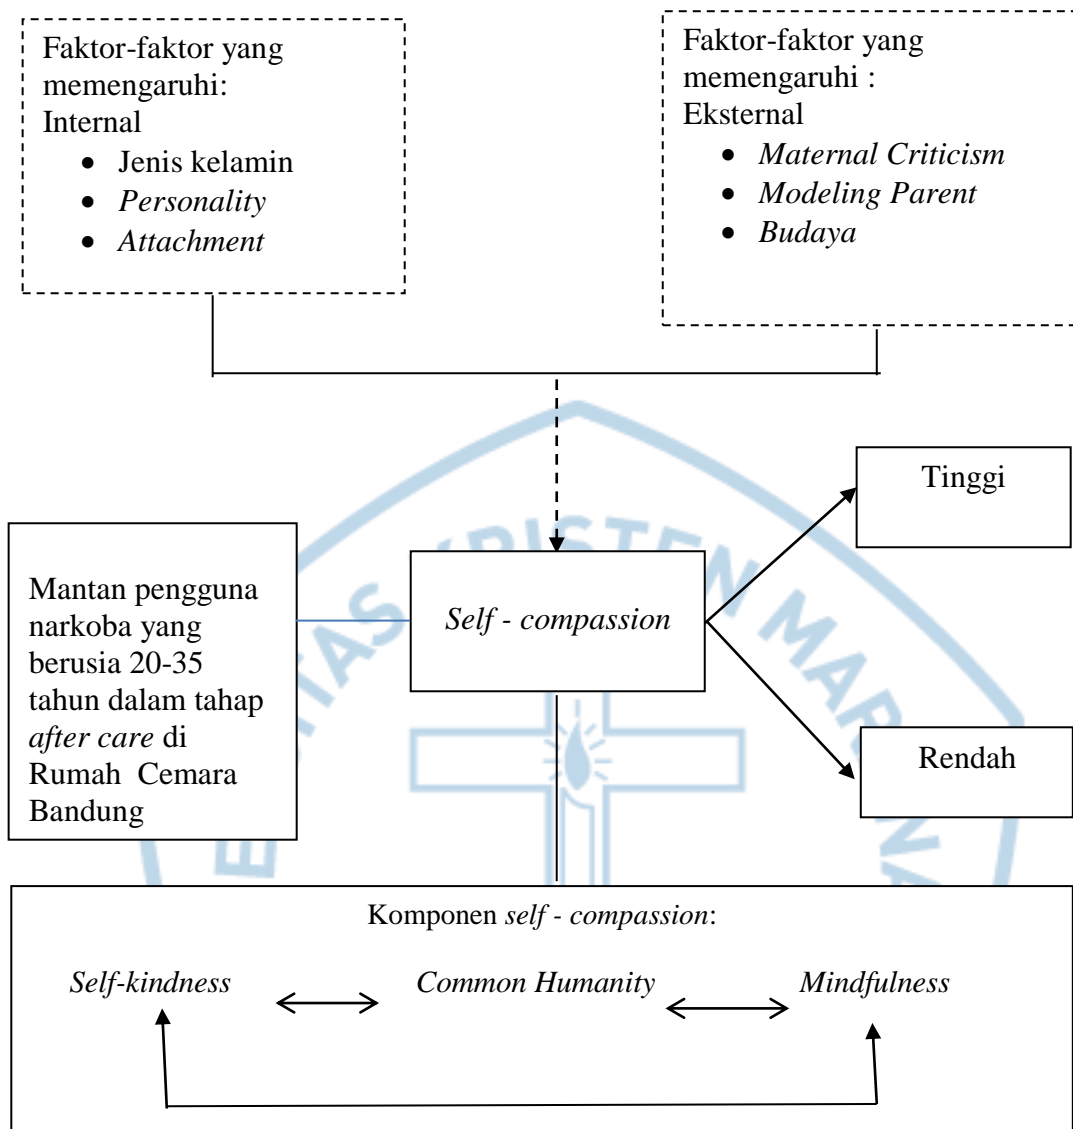 Faktor-faktor yang
memengaruhi:
Internal
• Jenis kelamin
• Personality
• Attachment
Faktor-faktor yang
memengaruhi :
Eksternal
• Maternal Criticism
• Modeling Parent
• Budaya
Tinggi
Mantan pengguna
narkoba yang
berusia 20-35
tahun dalam tahap
after care di
Rumah Cemara
Bandung
Self - compassion
Rendah
Komponen self - compassion:
Self-kindness
Common Humanity
Mindfulness